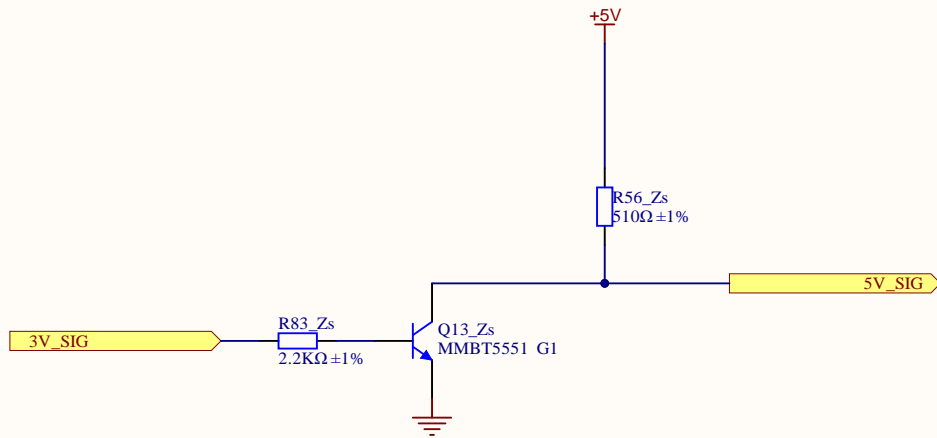 +5V
R56_Zs
510Ω ±1%
5V_SIG
R83_Zs
3V_SIG
2.2KΩ ±1%
Q13_Zs
MMBT5551 G1